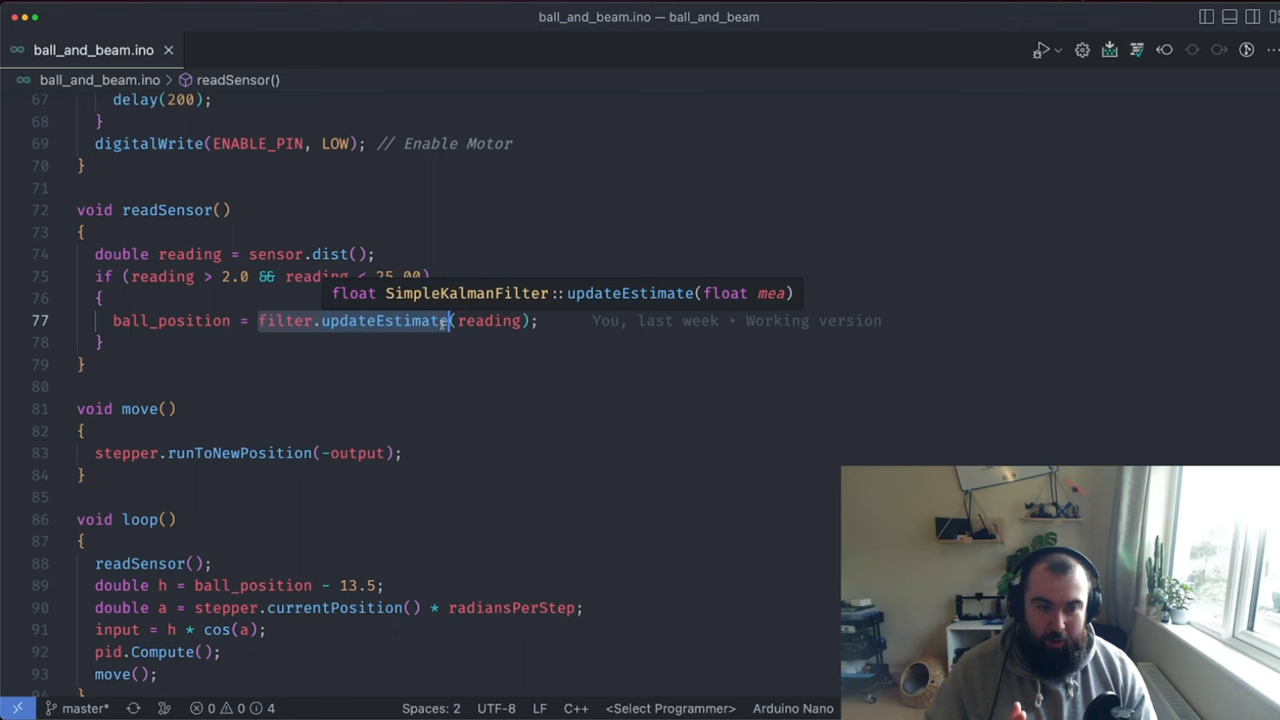 ball_and_beam.ino — ball_and_beam
ball_and_beam.ino
ball_and_beam.ino > readSensor()
67 delay(200);
68 }
69 digitalWrite(ENABLE_PIN, LOW); // Enable Motor
70 }
71
72 void readSensor()
73 {
74 double reading = sensor.dist();
75 if (reading > 2.0 && reading < 25.00)
float SimpleKalmanFilter::updateEstimate(float mea)
76 {
77 ball_position = filter.updateEstimate(reading); You, last week • Working version
78 }
79 }
80
81 void move()
82 {
83 stepper.runToNewPosition(-output);
84 }
85
86 void loop()
87 {
88 readSensor();
89 double h = ball_position - 13.5;
90 double a = stepper.currentPosition() * radiansPerStep;
91 input = h * cos(a);
92 pid.Compute();
93 move();
94 }
master* 0 0 4 Spaces: 2 UTF-8 LF C++ <Select Programmer> Arduino Nano